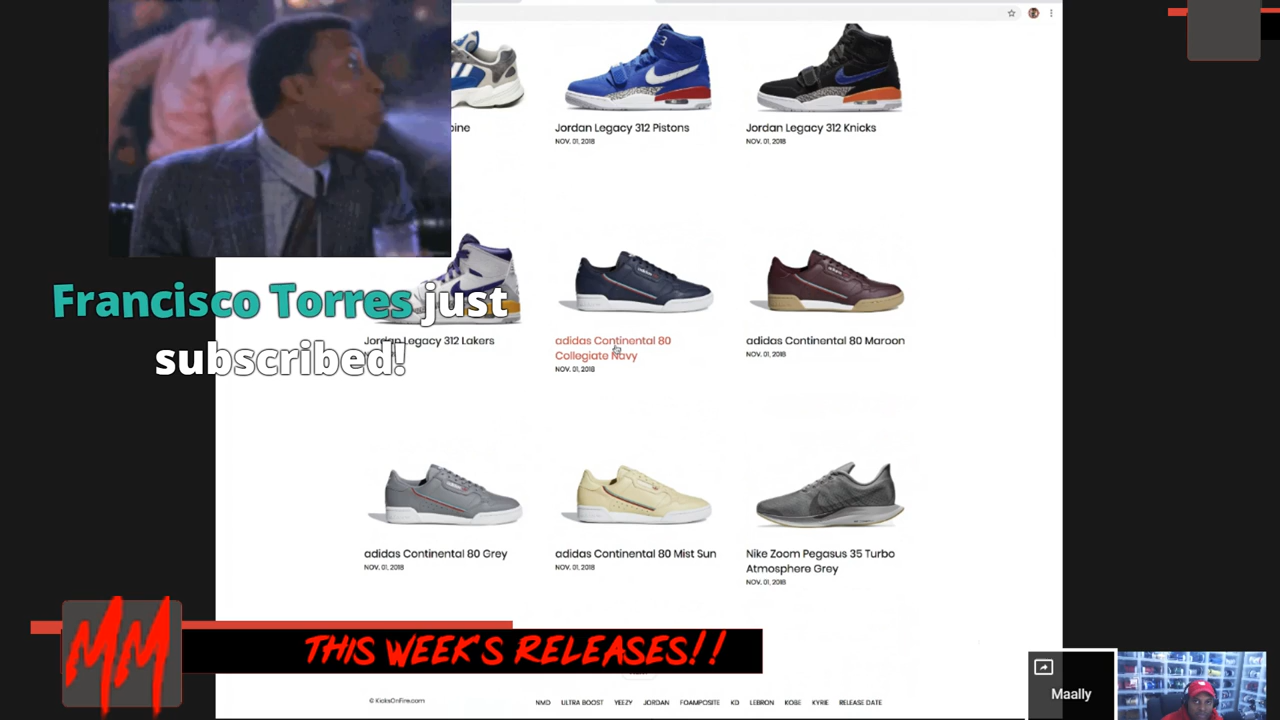 Jordan Legacy 312 Pistons
Jordan Legacy 312 Knicks
NOV. 01, 2018
NOV. 01, 2018
Francisco Torres just
subscribed!
Jordan Legacy 312 Lakers
adidas Continental 80
Collegiate Navy
NOV. 01, 2018
adidas Continental 80 Maroon
NOV. 01, 2018
adidas Continental 80 Grey
NOV. 01, 2018
adidas Continental 80 Mist Sun
NOV. 01, 2018
Nike Zoom Pegasus 35 Turbo
Atmosphere Grey
NOV. 01, 2018
MM
THIS WEEK'S RELEASES!!
© KicksOnFire.com
NMD ULTRA BOOST YEEZY JORDAN FOAMPOSITE KD LEBRON KOBE KYRIE RELEASE DATE
Maally